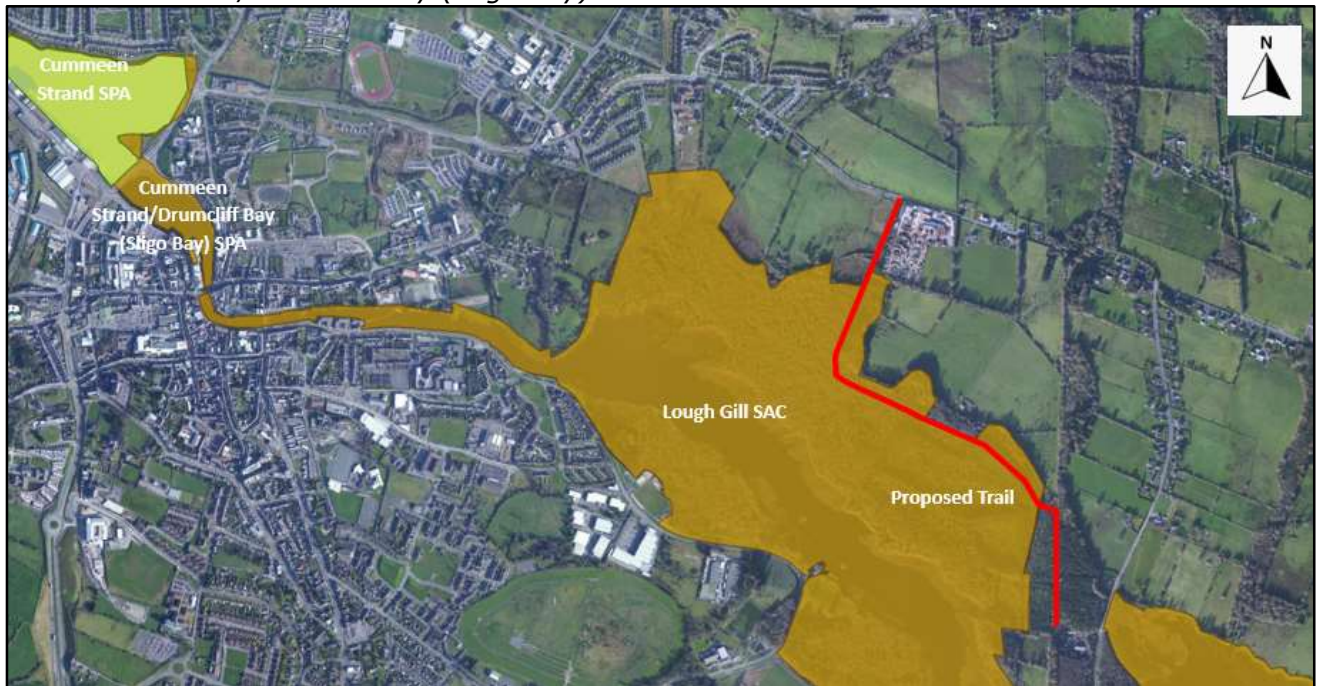 Cummeen
Strand SPA
N
Cummeen
Strand/Drumcliff Bay
(Sligo Bay) SPA
Lough Gill SAC
Proposed Trail